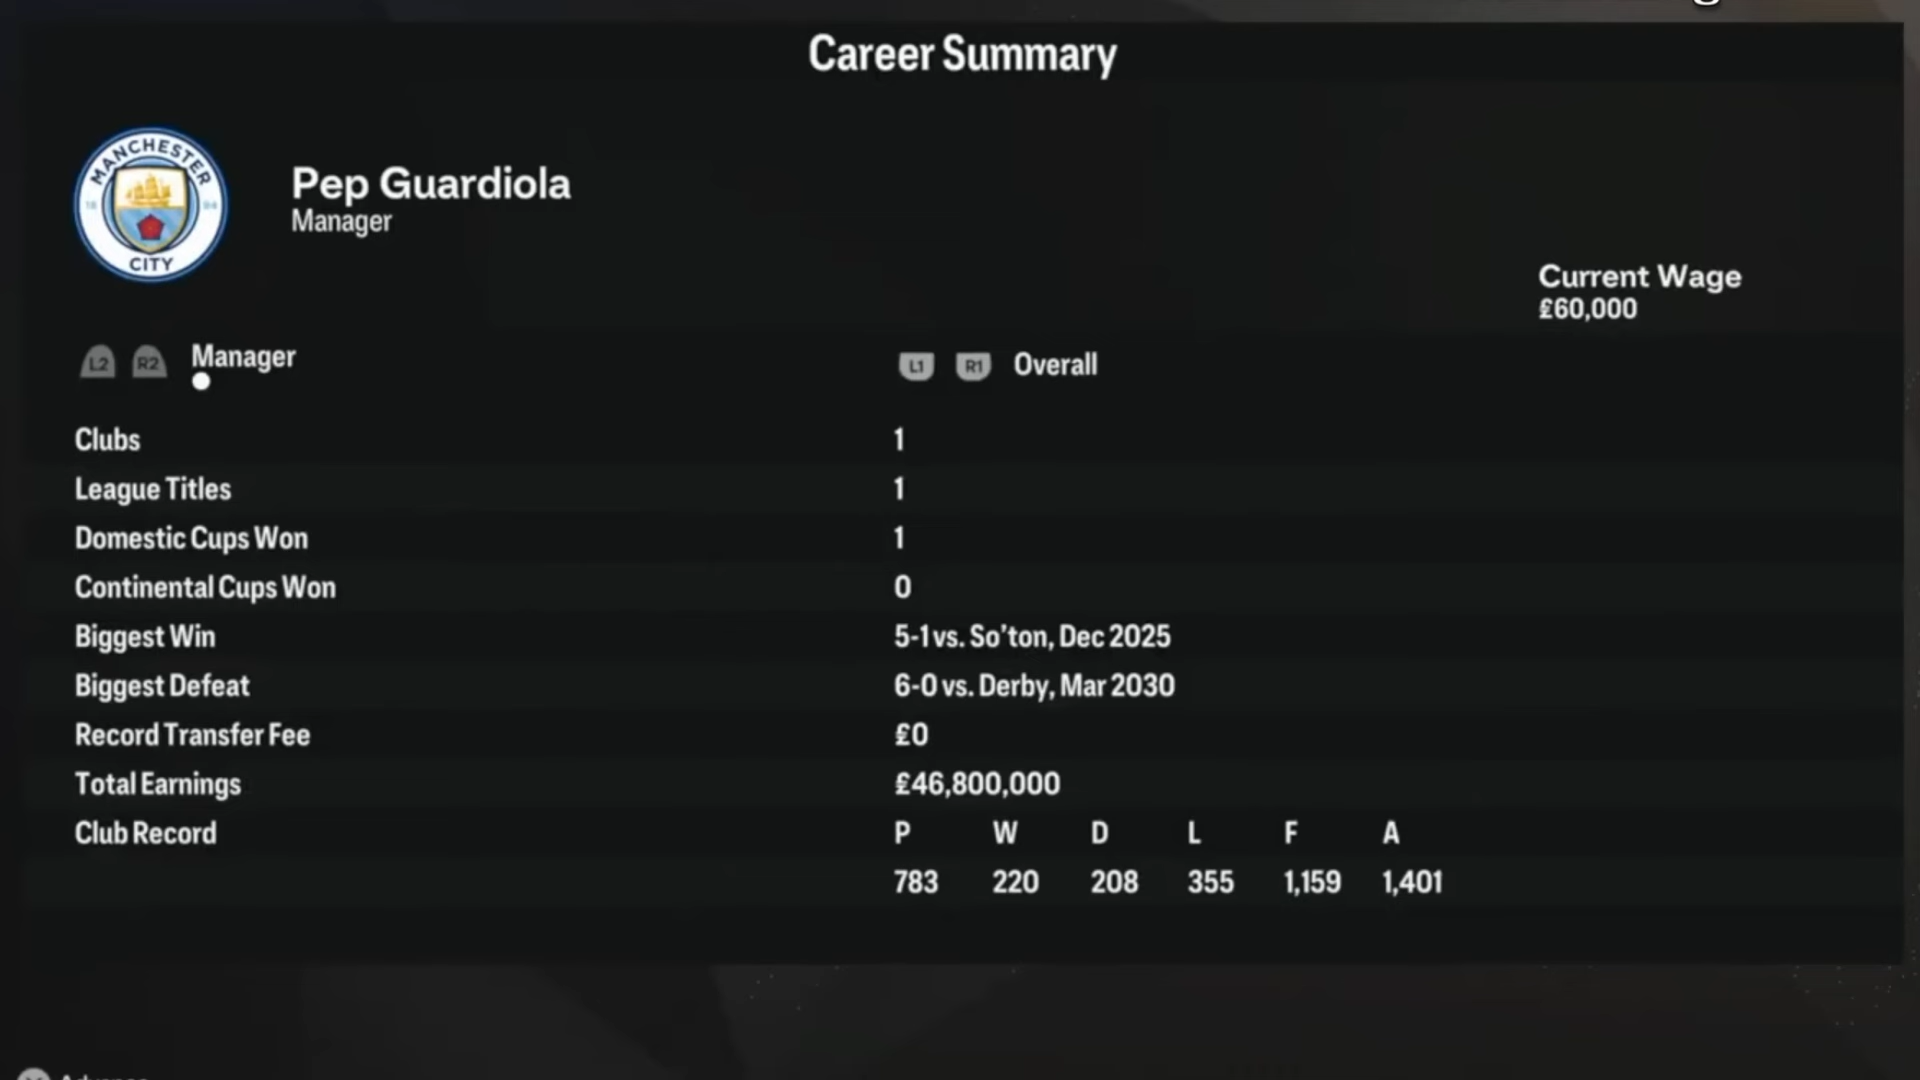 Career Summary
MANCHESTER
18 94
CITY
Pep Guardiola
Manager
Current Wage
£60,000
L2 R2 Manager
L1 R1 Overall
Clubs 1
League Titles 1
Domestic Cups Won 1
Continental Cups Won 0
Biggest Win 5-1 vs. So'ton, Dec 2025
Biggest Defeat 6-0 vs. Derby, Mar 2030
Record Transfer Fee £0
Total Earnings £46,800,000
Club Record P W D L F A
783 220 208 355 1,159 1,401